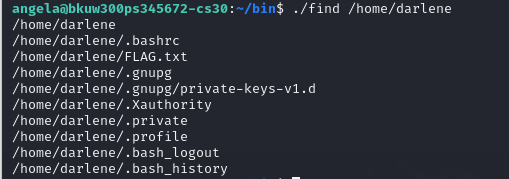 angela@bkuw300ps345672-cs30:~/bin$ ./find /home/darlene
/home/darlene
/home/darlene/.bashrc
/home/darlene/FLAG.txt
/home/darlene/.gnupg
/home/darlene/.gnupg/private-keys-v1.d
/home/darlene/.Xauthority
/home/darlene/.private
/home/darlene/.profile
/home/darlene/.bash_logout
/home/darlene/.bash_history